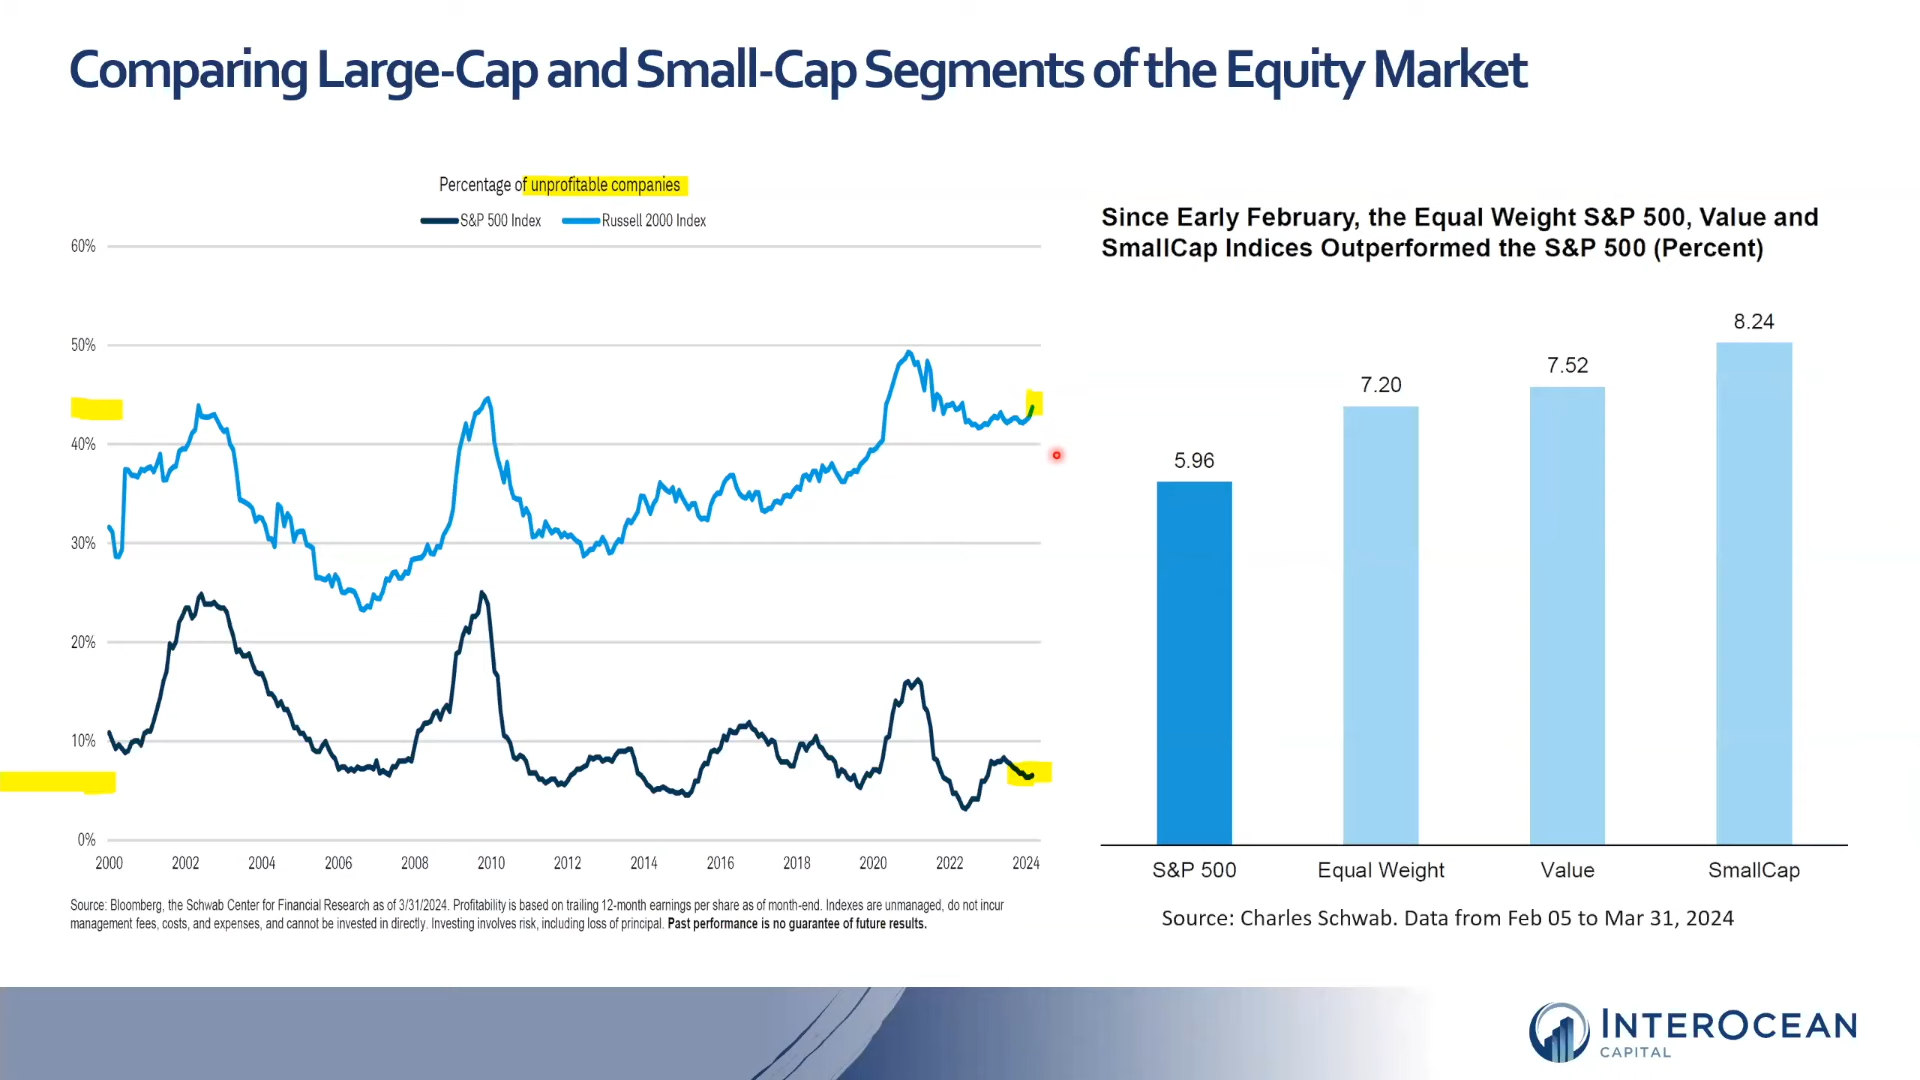 Comparing Large-Cap and Small-Cap Segments of the Equity Market
Percentage of unprofitable companies
S&P 500 Index Russell 2000 Index
60%
50%
40%
30%
20%
10%
0%
2000 2002 2004 2006 2008 2010 2012 2014 2016 2018 2020 2022 2024
Source: Bloomberg, the Schwab Center for Financial Research as of 3/31/2024. Profitability is based on trailing 12-month earnings per share as of month-end. Indexes are unmanaged, do not incur
management fees, costs, and expenses, and cannot be invested in directly. Investing involves risk, including loss of principal. Past performance is no guarantee of future results.
Since Early February, the Equal Weight S&P 500, Value and
SmallCap Indices Outperformed the S&P 500 (Percent)
5.96
7.20
7.52
8.24
S&P 500 Equal Weight Value SmallCap
Source: Charles Schwab. Data from Feb 05 to Mar 31, 2024
INTEROCEAN
CAPITAL